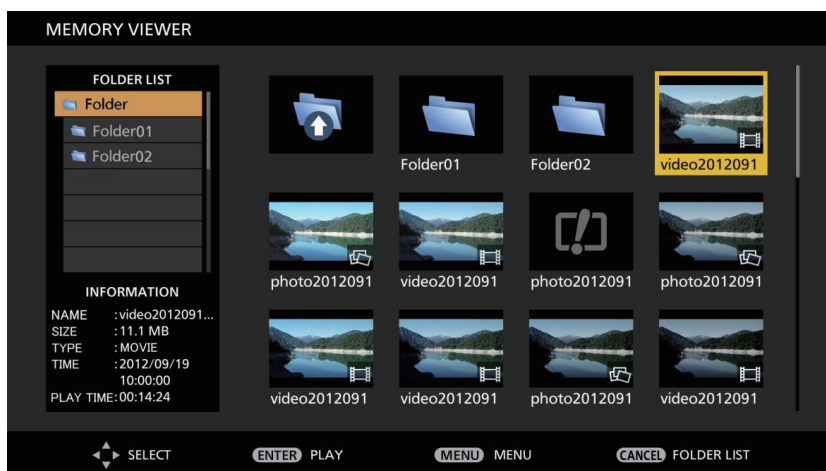 MEMORY VIEWER
FOLDER LIST
Folder
Folder01
Folder02
INFORMATION
NAME :video2012091...
SIZE :11.1 MB
TYPE :MOVIE
TIME :2012/09/19
10:00:00
PLAY TIME:00:14:24
Folder01 Folder02 video2012091
photo2012091 video2012091 photo2012091 photo2012091
video2012091 video2012091 photo2012091 video2012091
SELECT ENTER PLAY MENU MENU CANCEL FOLDER LIST